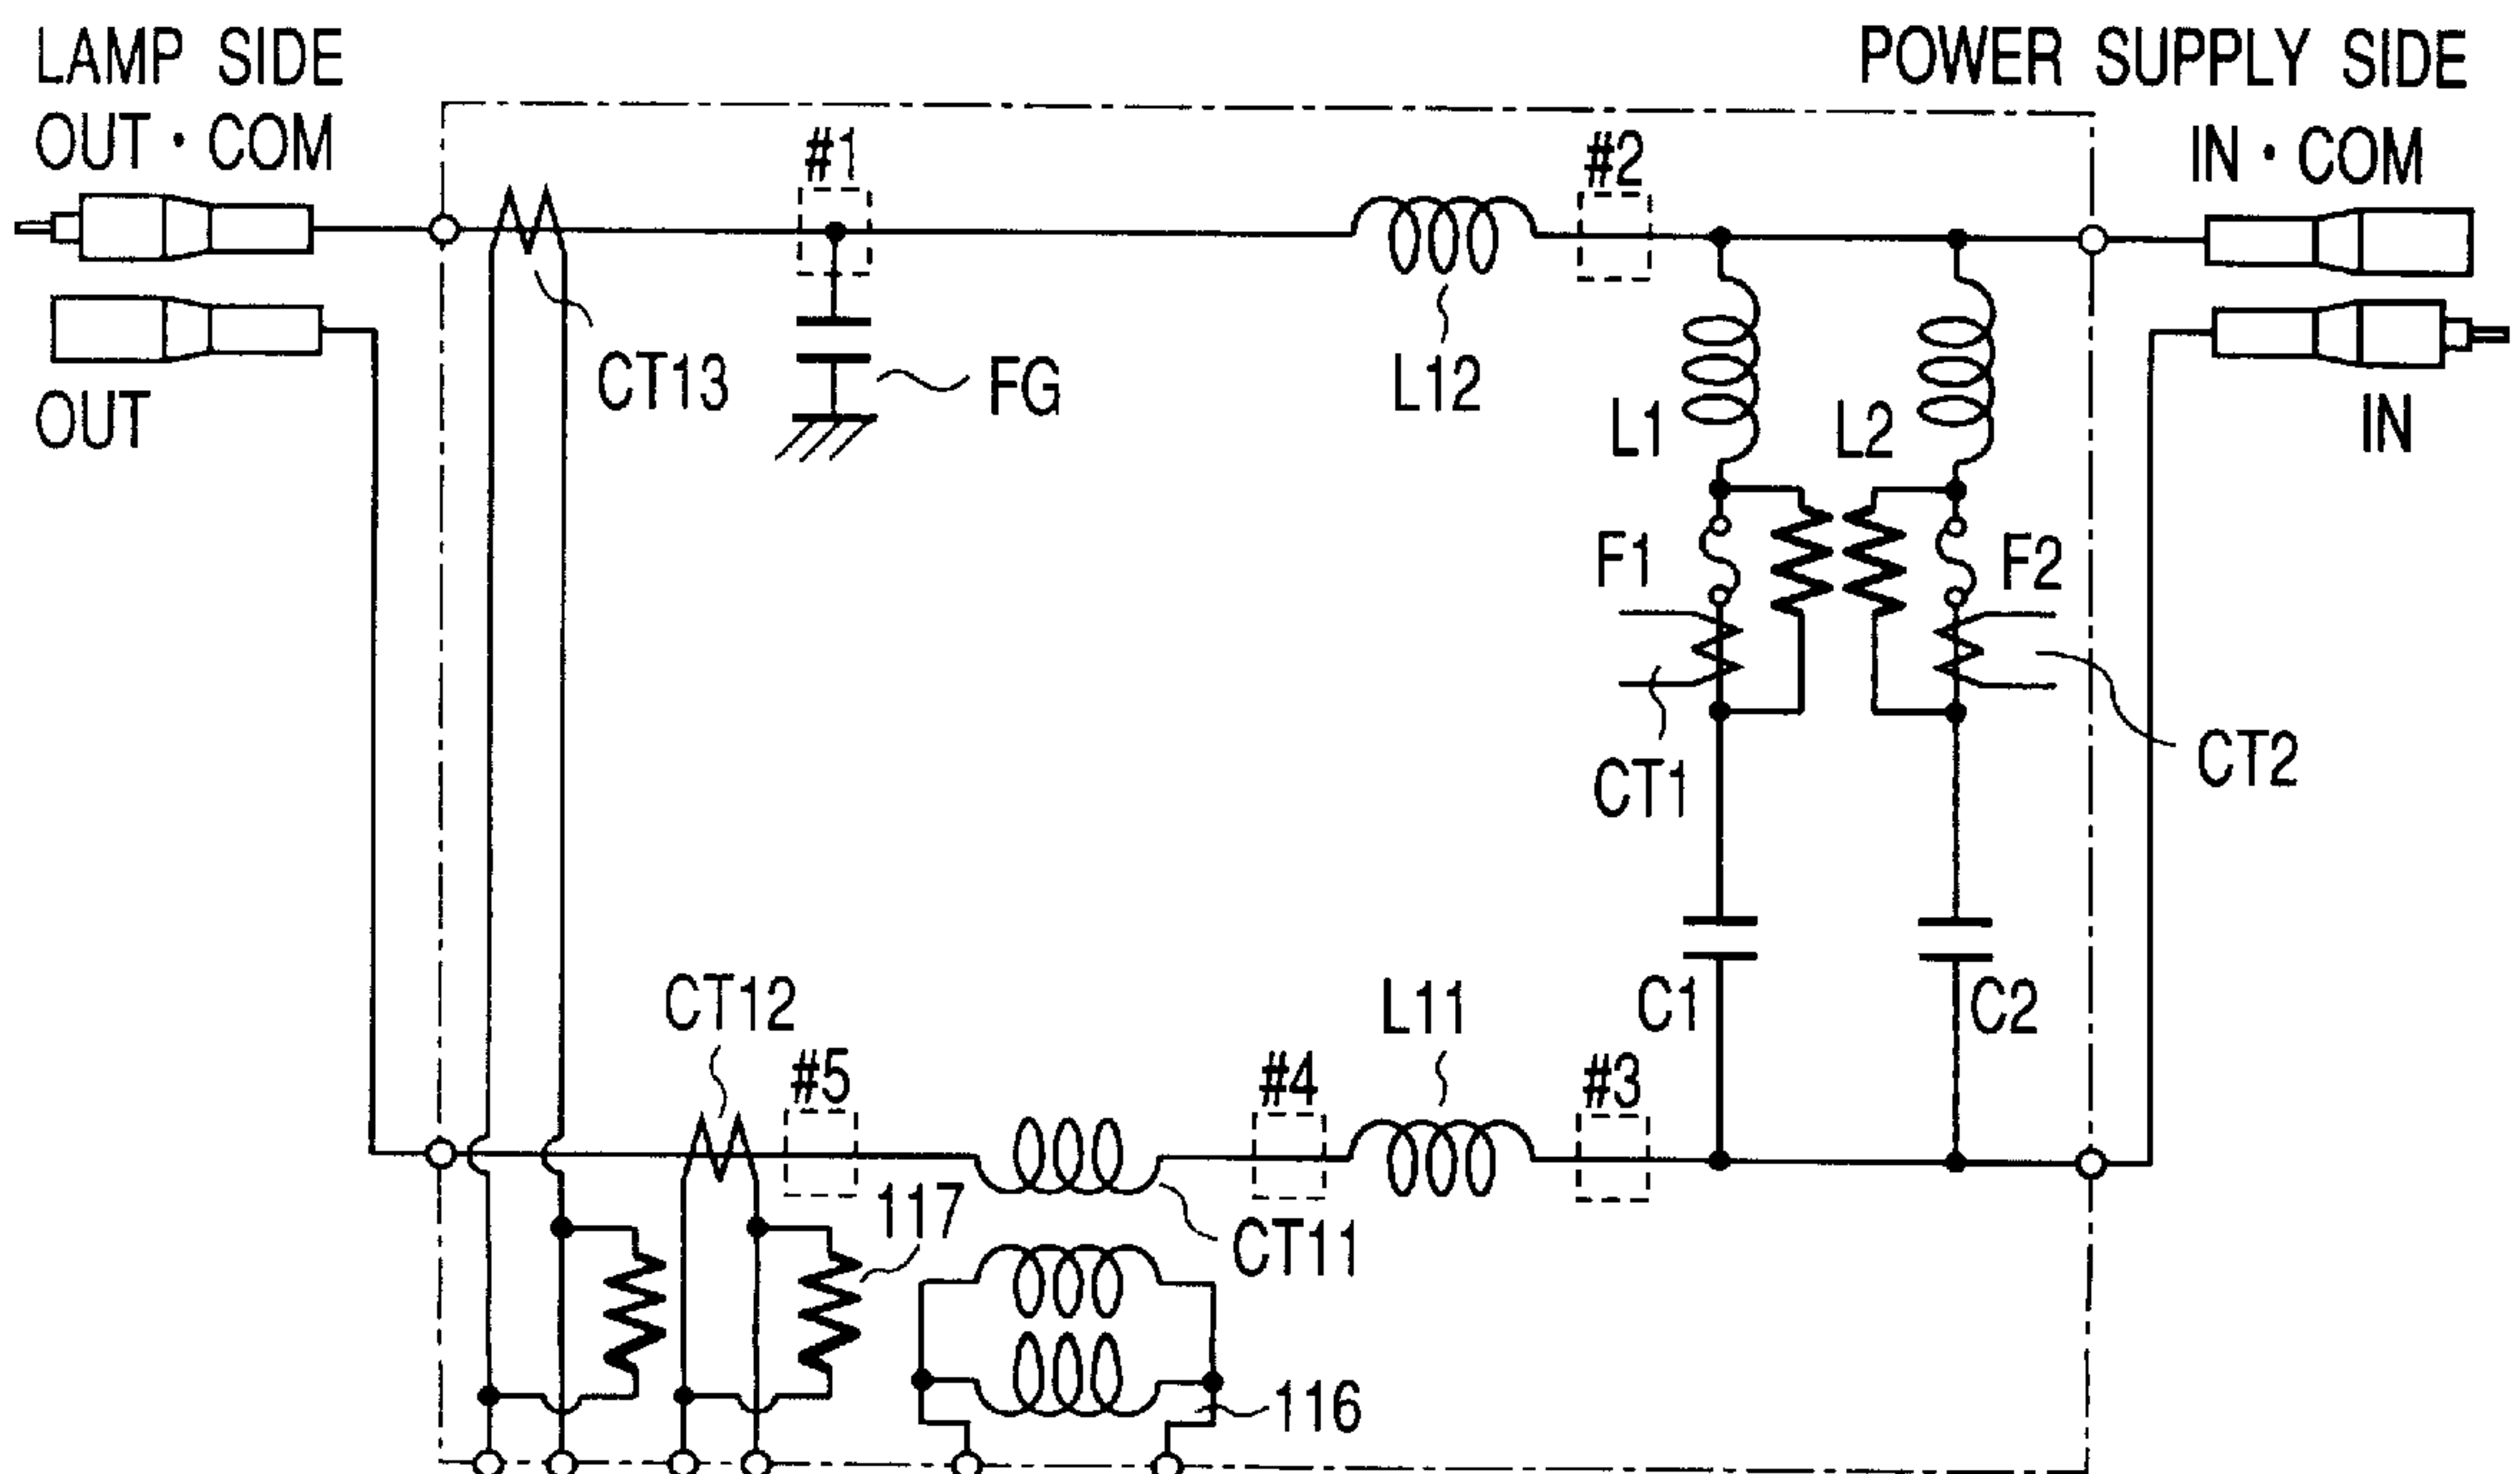 LAMP SIDE
POWER SUPPLY SIDE
OUT・COM
#1
#2
IN・COM
OUT
CT13
FG
L12
L1
L2
IN
F1
F2
CT1
CT2
C1
C2
CT12
L11
#5
#4
#3
117
CT11
116